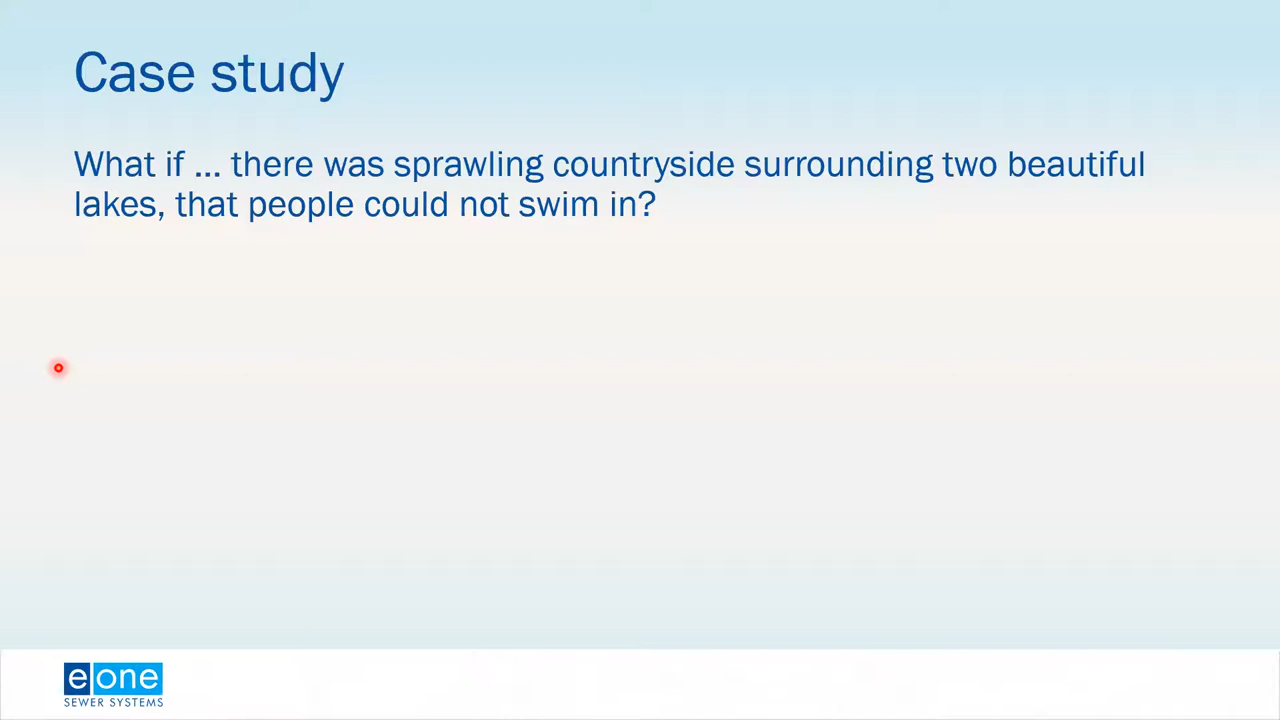 Case study
What if ... there was sprawling countryside surrounding two beautiful
lakes, that people could not swim in?
eone
SEWER SYSTEMS